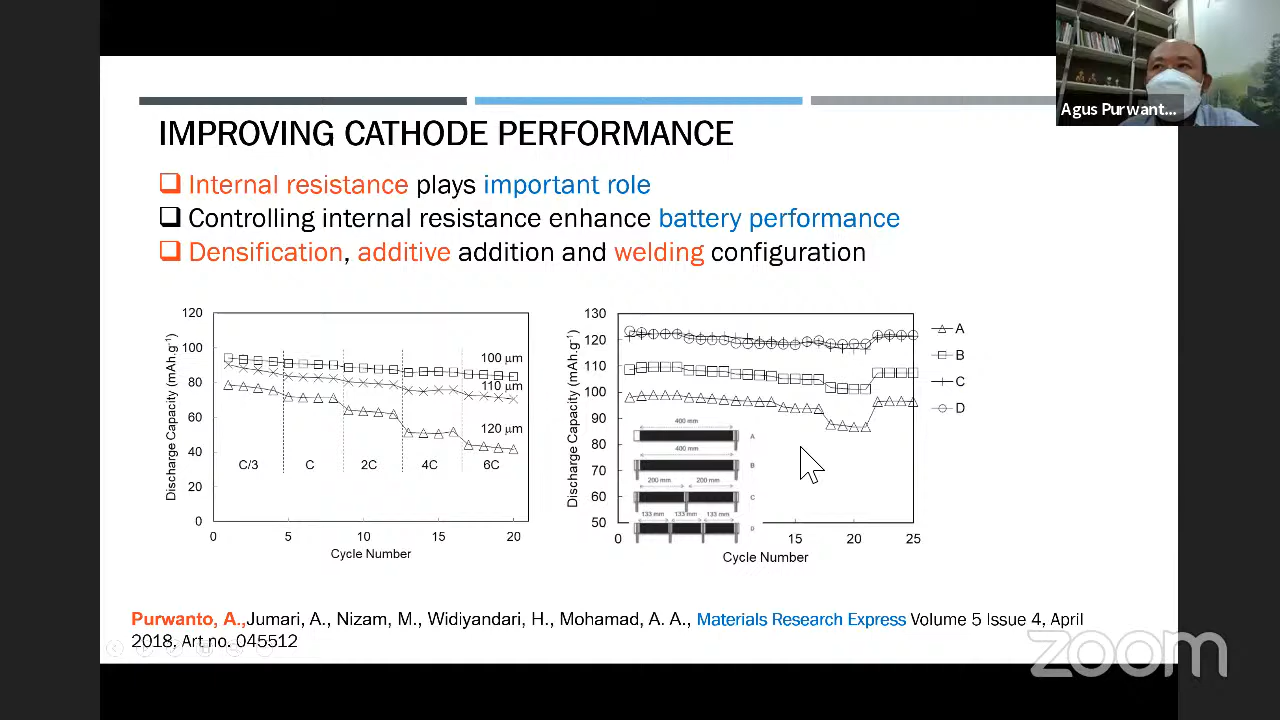 Agus Purwant...
IMPROVING CATHODE PERFORMANCE
Internal resistance plays important role
Controlling internal resistance enhance battery performance
Densification, additive addition and welding configuration
120
100
80
60
40
20
0
Discharge Capacity (mAh.g⁻¹)
100 µm
110 µm
120 µm
C/3 C 2C 4C 6C
0 5 10 15 20
Cycle Number
130
120
110
100
90
80
70
60
50
Discharge Capacity (mAh.g⁻¹)
400 mm
A
400 mm
B
200 mm 200 mm
C
133 mm 133 mm 133 mm
D
0 15 20 25
Cycle Number
A
B
C
D
Purwanto, A.,Jumari, A., Nizam, M., Widiyandari, H., Mohamad, A. A., Materials Research Express Volume 5 Issue 4, April
2018, Art no. 045512
zoom